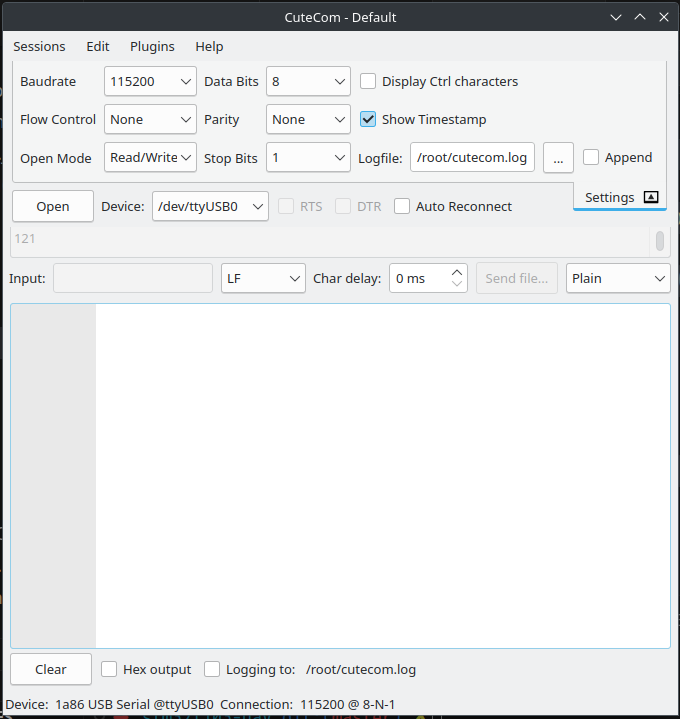 CuteCom - Default
Sessions Edit Plugins Help
Baudrate 115200 Data Bits 8 Display Ctrl characters
Flow Control None Parity None Show Timestamp
Open Mode Read/Write Stop Bits 1 Logfile: /root/cutecom.log ... Append
Settings
Open Device: /dev/ttyUSB0 RTS DTR Auto Reconnect
121
Input: LF Char delay: 0 ms Send file... Plain
Clear Hex output Logging to: /root/cutecom.log
Device: 1a86 USB Serial @ttyUSB0 Connection: 115200 @ 8-N-1